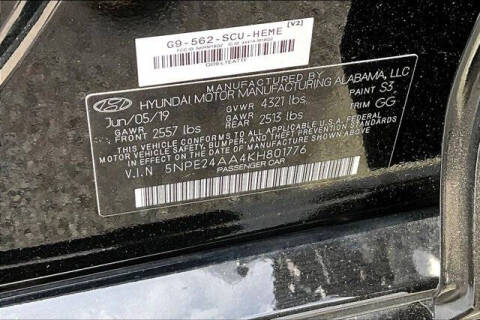 [V2]
G9-562-SCU-HEME
MANUFACTURED BY
HYUNDAI MOTOR MANUFACTURING ALABAMA, LLC
Jun/05/19 GVWR 4321 lbs PAINT S3
GAWR FRONT 2557 lbs GAWR REAR 2513 lbs TRIM GG
THIS VEHICLE CONFORMS TO ALL APPLICABLE U.S.A. FEDERAL
MOTOR VEHICLE SAFETY, BUMPER, AND THEFT PREVENTION STANDARDS
IN EFFECT ON THE DATE OF MANUFACTURE SHOWN ABOVE.
V.I.N 5NPE24AA4KH801776
PASSENGER CAR